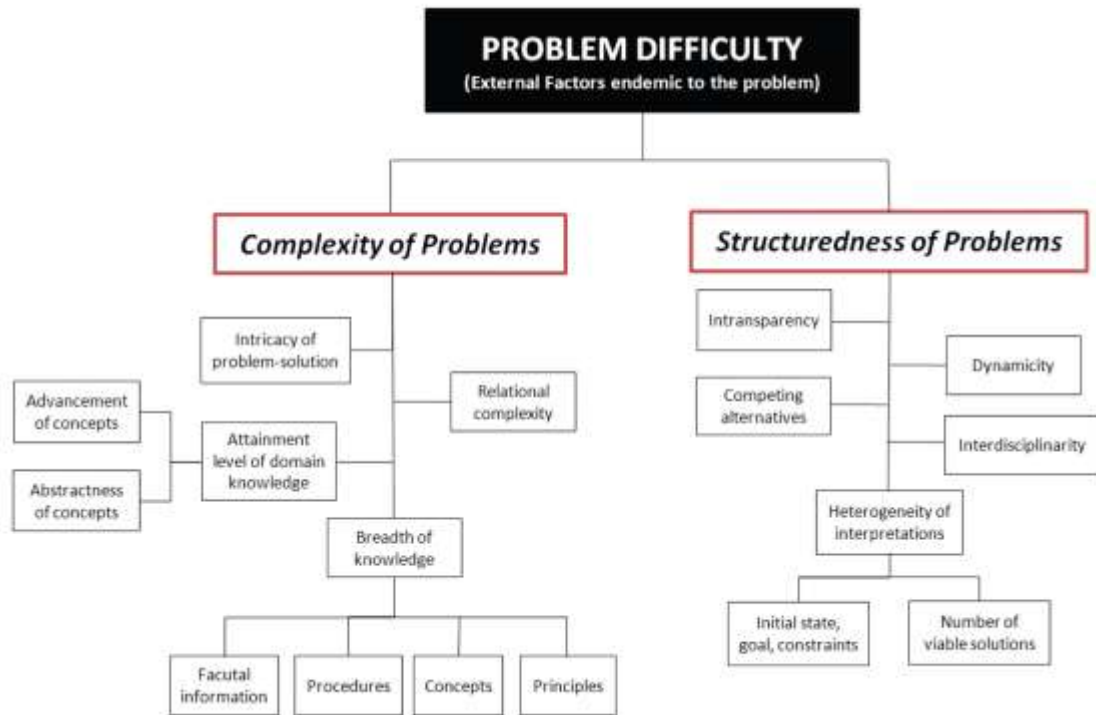 PROBLEM DIFFICULTY
(External Factors endemic to the problem)
Complexity of Problems
Structuredness of Problems
Intricacy of
problem-solution
Relational
complexity
Advancement
of concepts
Attainment
level of domain
knowledge
Abstractness
of concepts
Breadth of
knowledge
Facutal
information
Procedures
Concepts
Principles
Intransparency
Dynamicity
Competing
alternatives
Interdisciplinarity
Heterogeneity of
interpretations
Initial state,
goal, constraints
Number of
viable solutions